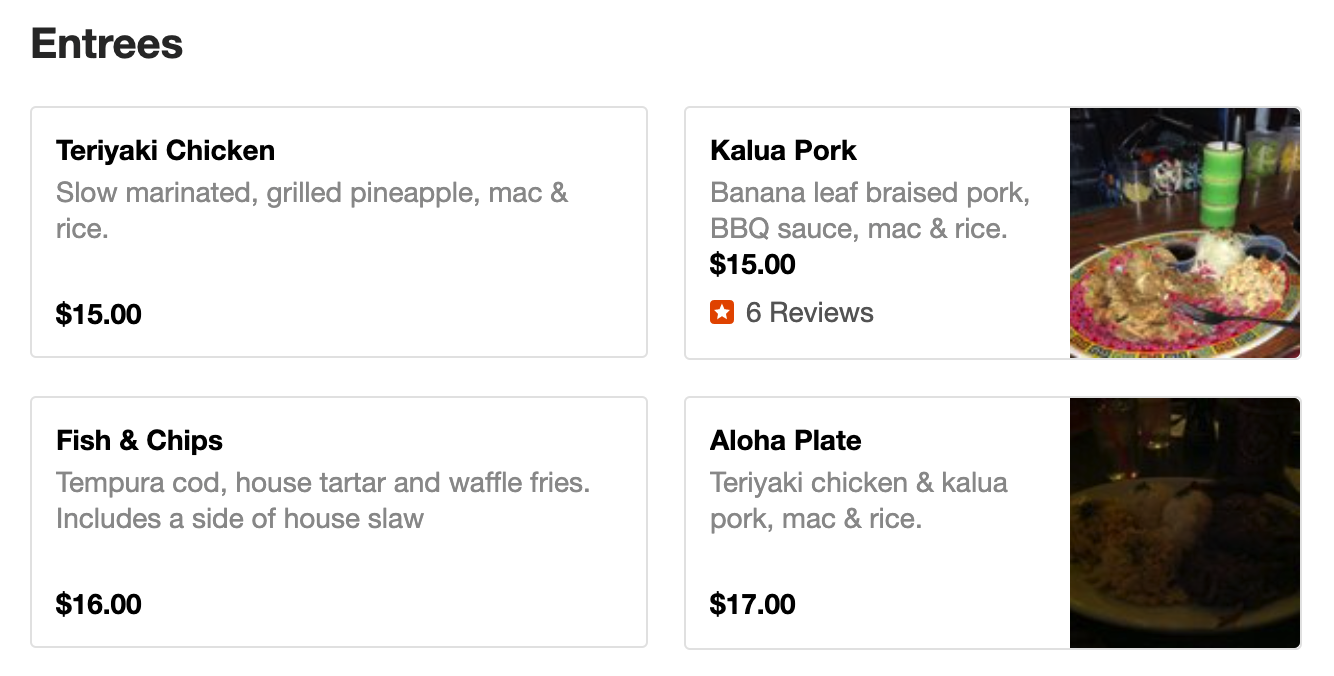 Entrees
Teriyaki Chicken
Slow marinated, grilled pineapple, mac &
rice.
$15.00
Kalua Pork
Banana leaf braised pork,
BBQ sauce, mac & rice.
$15.00
6 Reviews
Fish & Chips
Tempura cod, house tartar and waffle fries.
Includes a side of house slaw
$16.00
Aloha Plate
Teriyaki chicken & kalua
pork, mac & rice.
$17.00